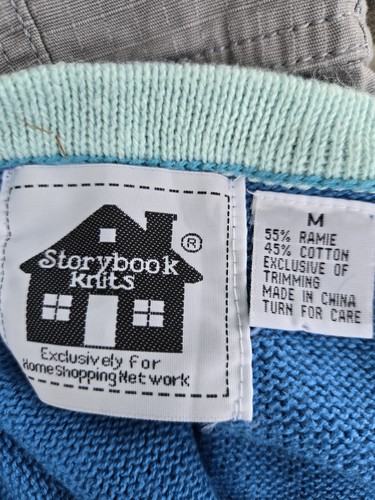 Storybook
Knits
®
Exclusively for
Home Shopping Network
M
55% RAMIE
45% COTTON
EXCLUSIVE OF
TRIMMING
MADE IN CHINA
TURN FOR CARE